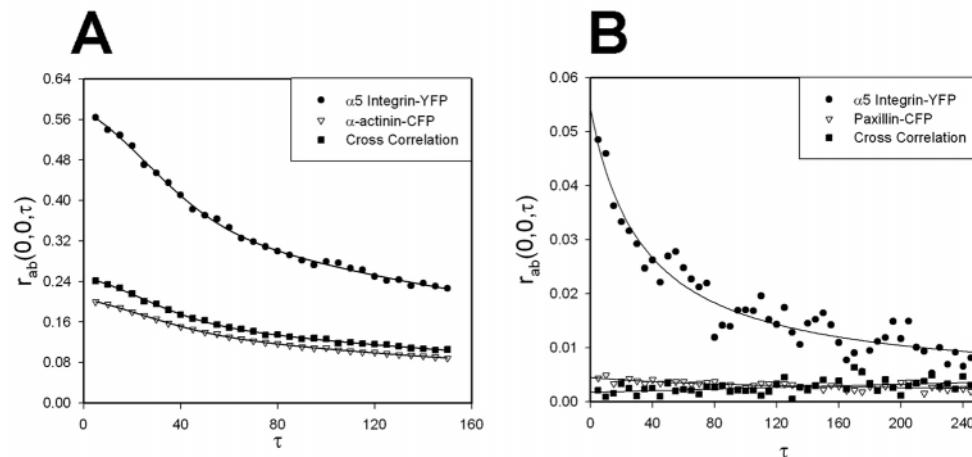 A
r_ab(0,0,τ)
0.64
0.56
0.48
0.40
0.32
0.24
0.16
0.08
0.00
α5 Integrin-YFP
α-actinin-CFP
Cross Correlation
0 40 80 120 160
τ
B
r_ab(0,0,τ)
0.06
0.05
0.04
0.03
0.02
0.01
0.00
α5 Integrin-YFP
Paxillin-CFP
Cross Correlation
0 40 80 120 160 200 240
τ